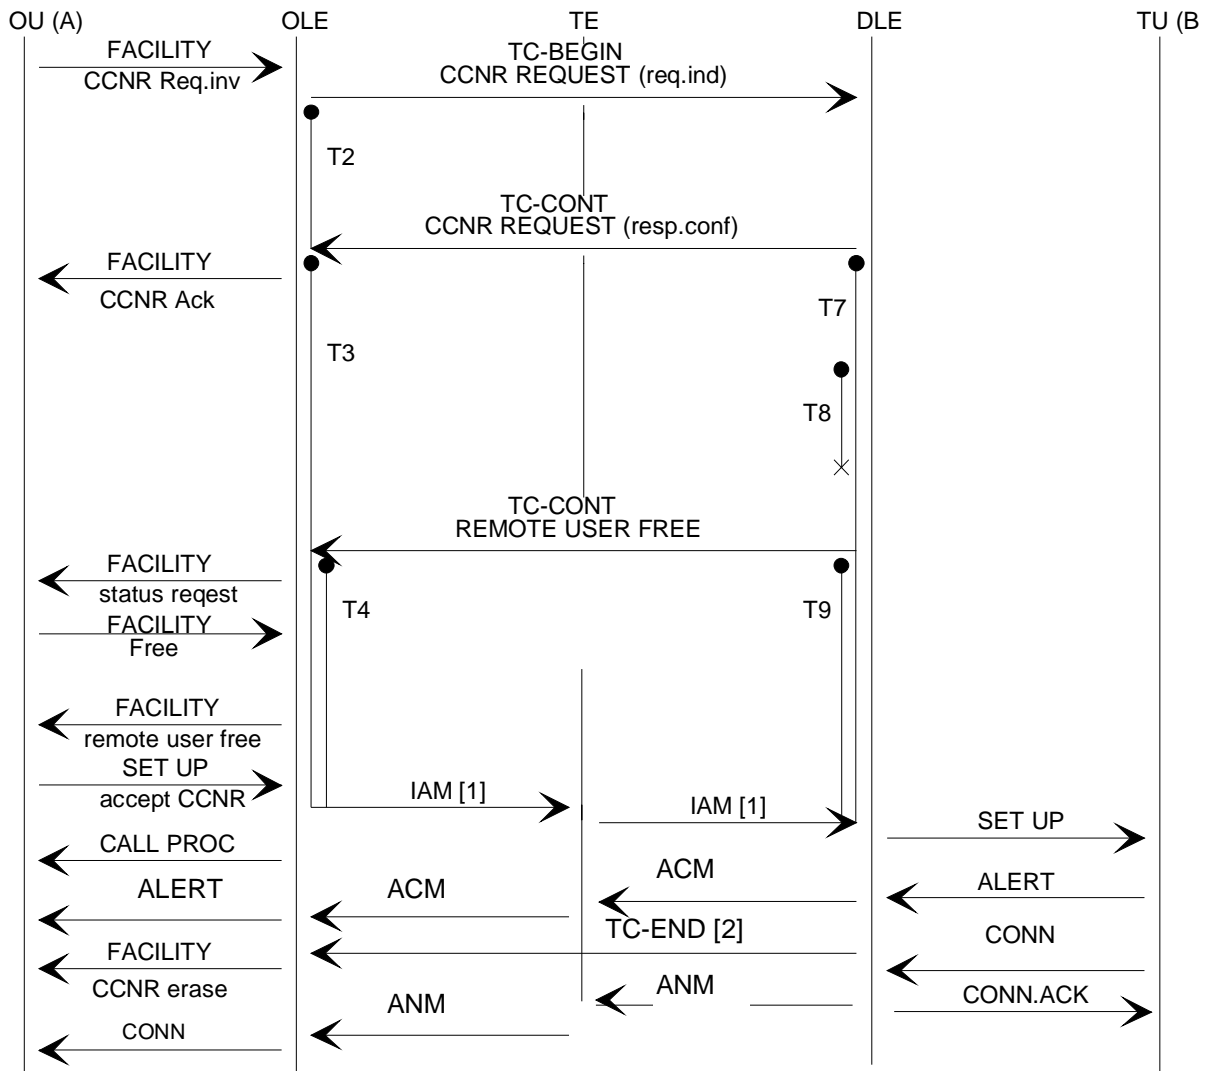 OU (A) OLE TE DLE TU (B
FACILITY
CCNR Req.inv
TC-BEGIN
CCNR REQUEST (req.ind)
T2
TC-CONT
CCNR REQUEST (resp.conf)
FACILITY
CCNR Ack
T7
T3
T8
TC-CONT
REMOTE USER FREE
FACILITY
status reqest
T4
T9
FACILITY
Free
FACILITY
remote user free
SET UP
accept CCNR
IAM [1]
IAM [1]
SET UP
CALL PROC
ACM
ALERT
ALERT
ACM
TC-END [2]
CONN
FACILITY
CCNR erase
ANM
CONN.ACK
ANM
CONN